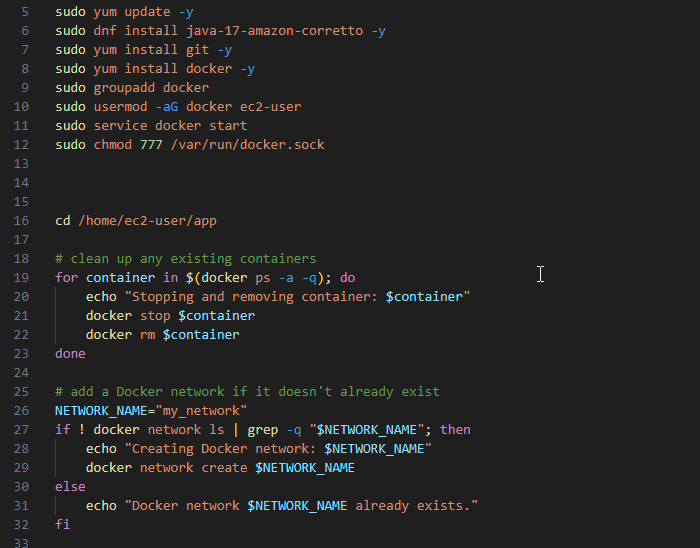 5 sudo yum update -y
6 sudo dnf install java-17-amazon-corretto -y
7 sudo yum install git -y
8 sudo yum install docker -y
9 sudo groupadd docker
10 sudo usermod -aG docker ec2-user
11 sudo service docker start
12 sudo chmod 777 /var/run/docker.sock
13
14
15
16 cd /home/ec2-user/app
17
18 # clean up any existing containers
19 for container in $(docker ps -a -q); do
20     echo "Stopping and removing container: $container"
21     docker stop $container
22     docker rm $container
23 done
24
25 # add a Docker network if it doesn't already exist
26 NETWORK_NAME="my_network"
27 if ! docker network ls | grep -q "$NETWORK_NAME"; then
28     echo "Creating Docker network: $NETWORK_NAME"
29     docker network create $NETWORK_NAME
30 else
31     echo "Docker network $NETWORK_NAME already exists."
32 fi
33